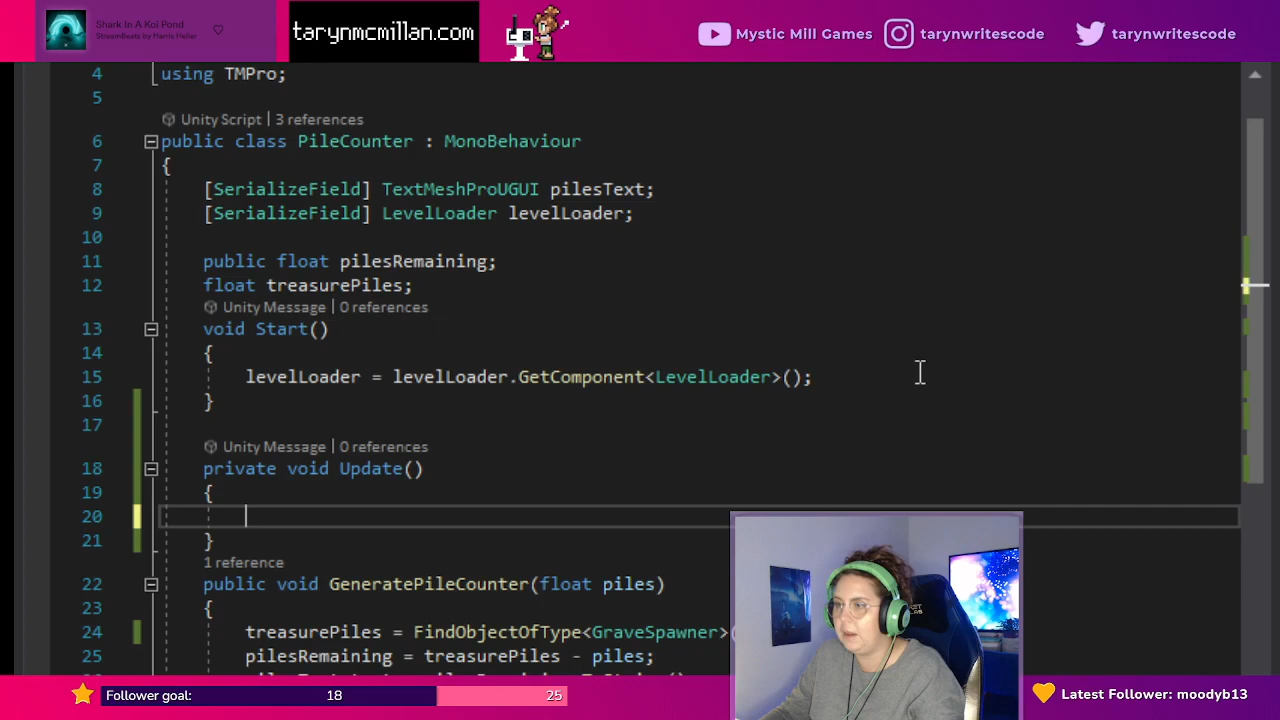 Shark In A Koi Pond
StreamBeats by Harris Heller
tarynmcmillan.com
Mystic Mill Games
tarynwritescode
tarynwritescode
4 using TMPro;
5
Unity Script | 3 references
6 public class PileCounter : MonoBehaviour
7 {
8 [SerializeField] TextMeshProUGUI pilesText;
9 [SerializeField] LevelLoader levelLoader;
10
11 public float pilesRemaining;
12 float treasurePiles;
Unity Message | 0 references
13 void Start()
14 {
15 levelLoader = levelLoader.GetComponent<LevelLoader>();
16 }
17
Unity Message | 0 references
18 private void Update()
19 {
20
21 }
1 reference
22 public void GeneratePileCounter(float piles)
23 {
24 treasurePiles = FindObjectOfType<GraveSpawner>(
25 pilesRemaining = treasurePiles - piles;
Follower goal: 18 25
Latest Follower: moodyb13